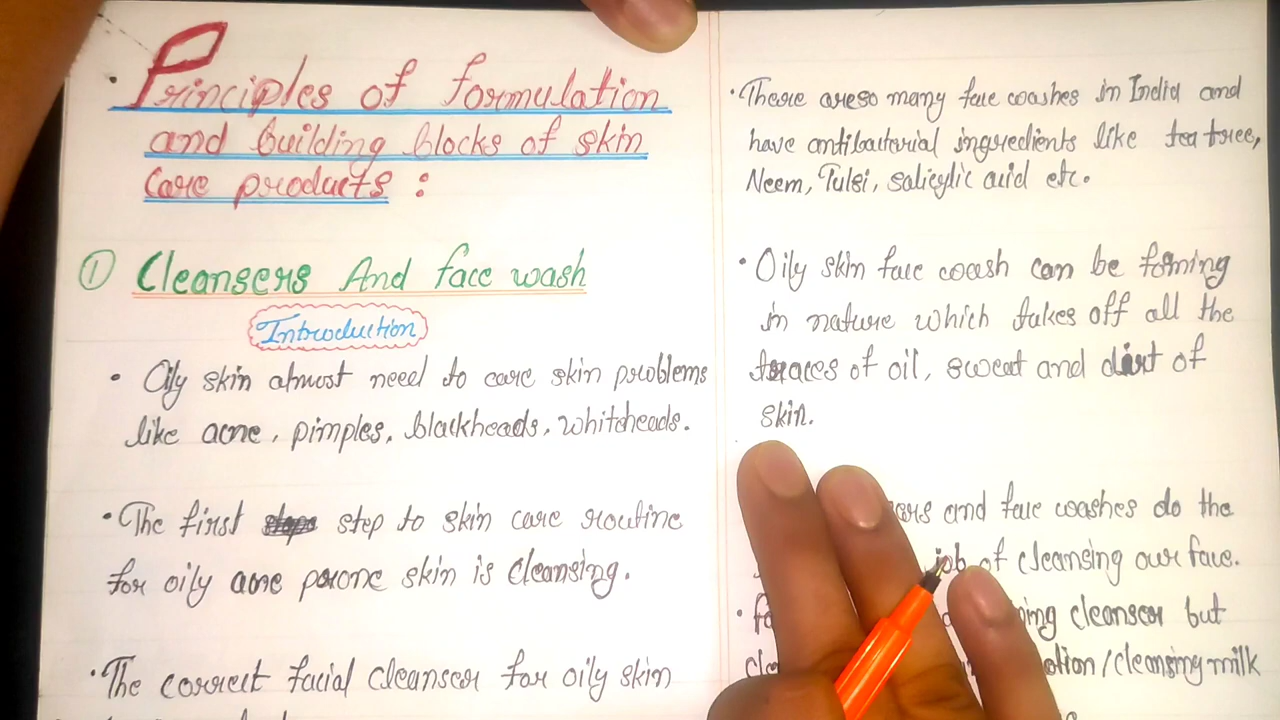 • Principles of formulation
and building blocks of skin
care products :
① Cleansers And face wash
Introduction
• Oily skin almost need to care skin problems
like acne, pimples, blackheads, whiteheads.
• The first step to skin care routine
for oily acne prone skin is cleansing.
• The correct facial cleanser for oily skin
• There are so many face washes in India and
have antibacterial ingredients like tea tree,
Neem, Tulsi, salicylic acid etc.
• Oily skin face wash can be foming
in nature which takes off all the
traces of oil, sweat and dirt of
skin.
and face washes do the
job of cleansing our face.
• cleanser but
/cleansing milk